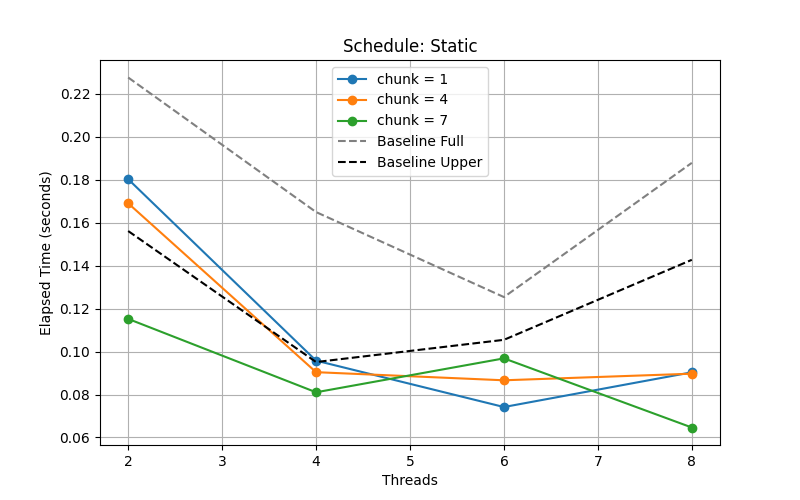 Schedule: Static
chunk = 1
chunk = 4
chunk = 7
Baseline Full
Baseline Upper
Elapsed Time (seconds)
0.22
0.20
0.18
0.16
0.14
0.12
0.10
0.08
0.06
2 3 4 5 6 7 8
Threads